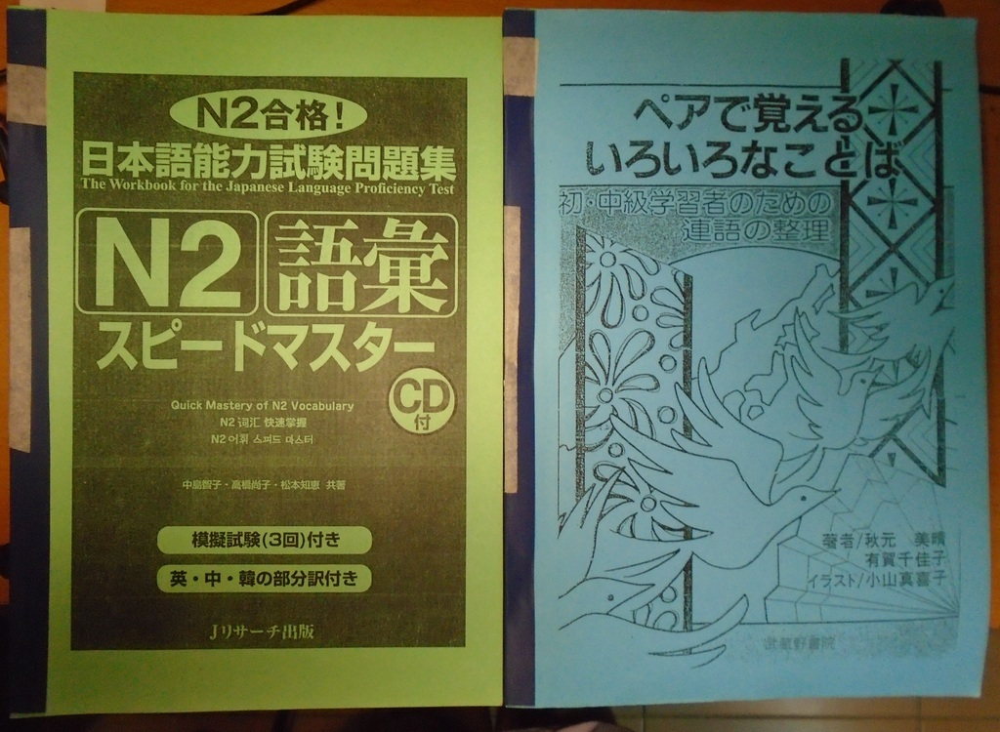 N2合格!
日本語能力試験問題集
The Workbook for the Japanese Language Proficiency Test
N2 語彙
スピードマスター
CD
付
Quick Mastery of N2 Vocabulary
N2 词汇 快速掌握
N2 어휘 스피드 마스터
中島智子・高橋尚子・松本知恵 共著
模擬試験(3回)付き
英・中・韓の部分訳付き
Jリサーチ出版
ペアで覚える
いろいろなことば
初・中級学習者のための
連語の整理
著者/秋元 美晴
有賀千佳子
イラスト/小山真喜子
武蔵野書院